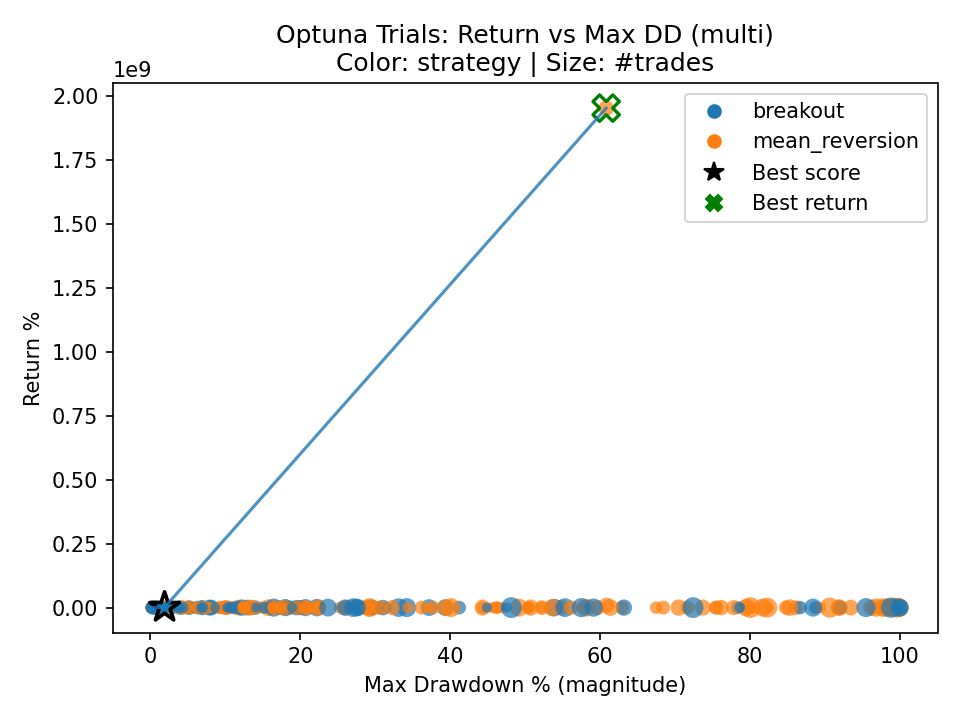 Optuna Trials: Return vs Max DD (multi)
Color: strategy | Size: #trades
1e9
2.00
1.75
1.50
1.25
1.00
0.75
0.50
0.25
0.00
Return %
breakout
mean_reversion
Best score
Best return
0 20 40 60 80 100
Max Drawdown % (magnitude)